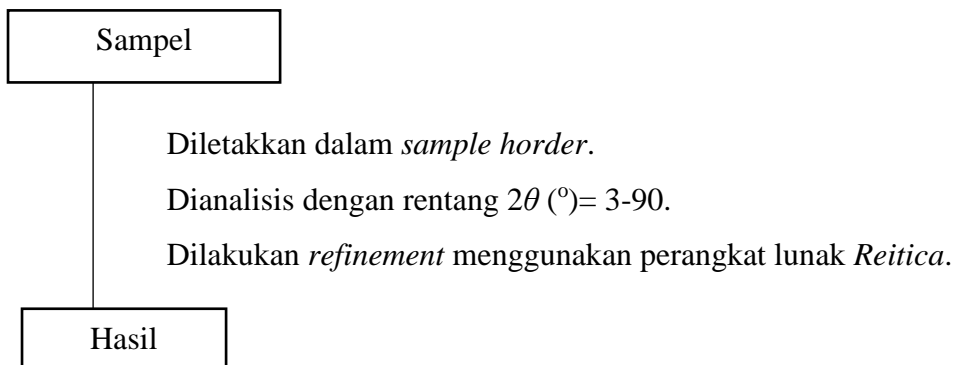 Sampel
Diletakkan dalam sample horder.
Dianalisis dengan rentang 2θ (º)= 3-90.
Dilakukan refinement menggunakan perangkat lunak Reitica.
Hasil